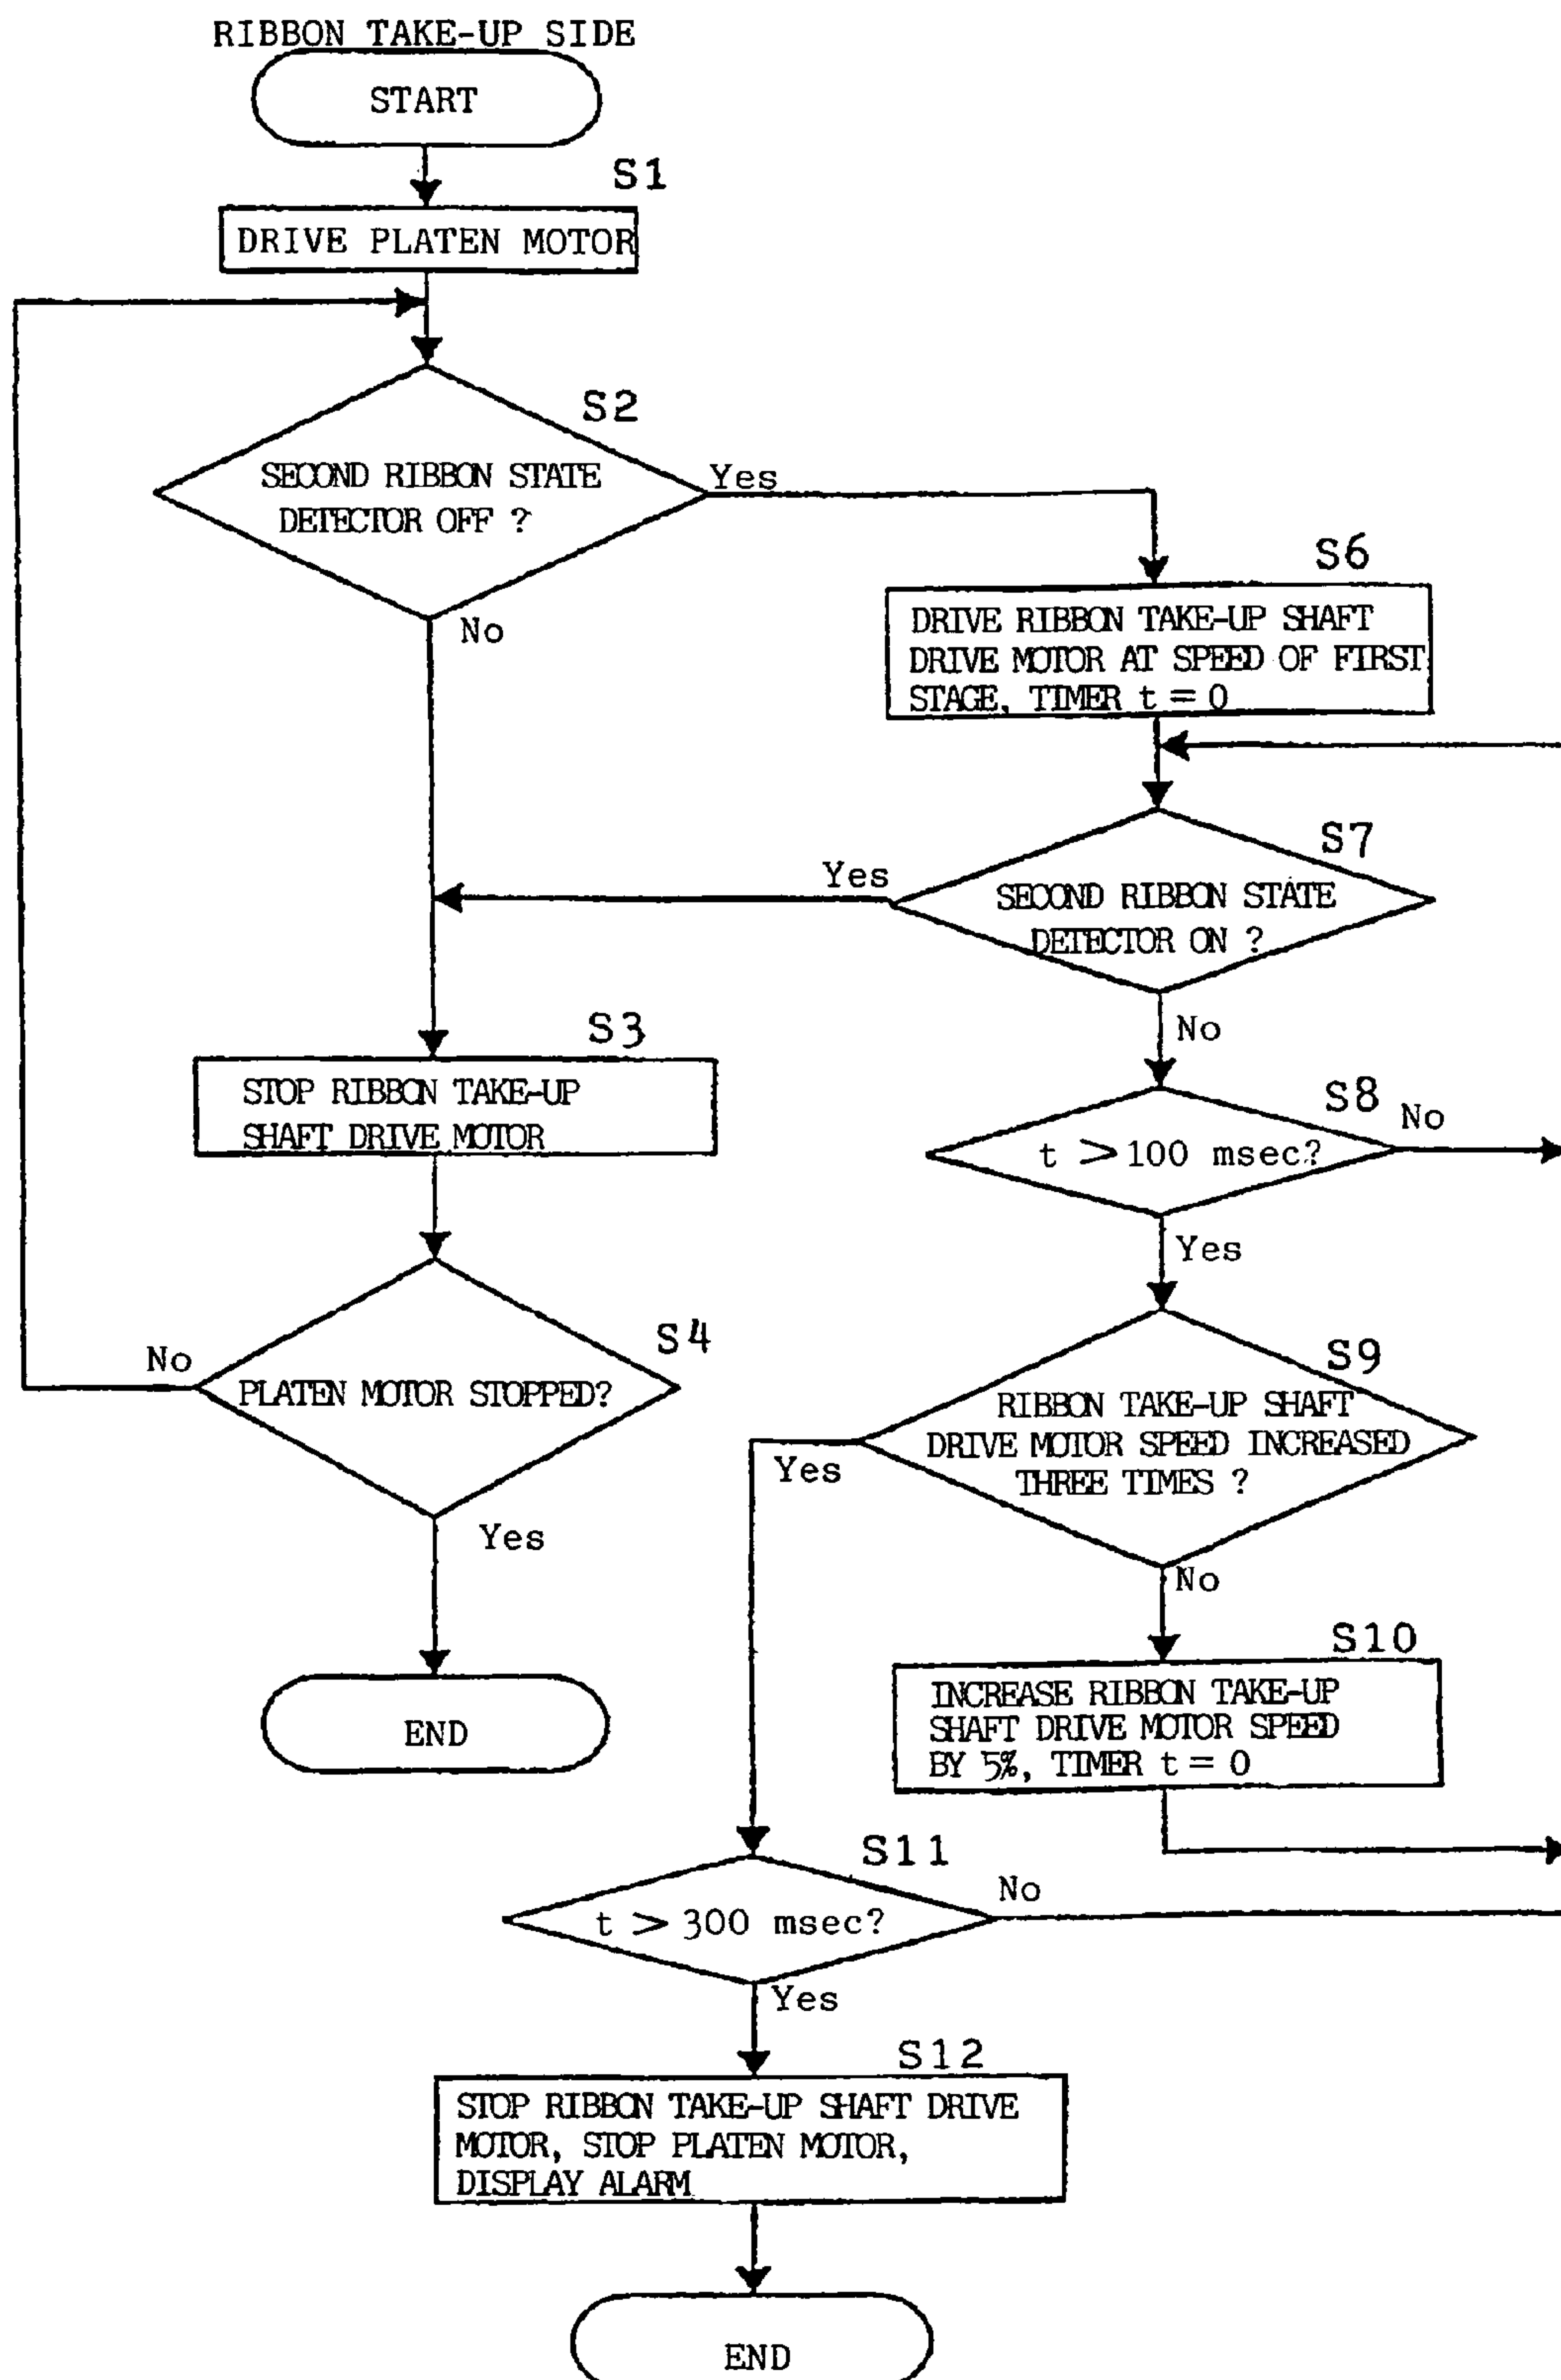 RIBBON TAKE-UP SIDE
START
S1
DRIVE PLATEN MOTOR
S2
SECOND RIBBON STATE
DETECTOR OFF ?
Yes
No
S6
DRIVE RIBBON TAKE-UP SHAFT
DRIVE MOTOR AT SPEED OF FIRST
STAGE, TIMER t = 0
S7
SECOND RIBBON STATE
DETECTOR ON ?
Yes
No
S3
STOP RIBBON TAKE-UP
SHAFT DRIVE MOTOR
S8
t > 100 msec?
No
Yes
S4
PLATEN MOTOR STOPPED?
No
Yes
END
S9
RIBBON TAKE-UP SHAFT
DRIVE MOTOR SPEED INCREASED
THREE TIMES ?
Yes
No
S10
INCREASE RIBBON TAKE-UP
SHAFT DRIVE MOTOR SPEED
BY 5%, TIMER t = 0
S11
t > 300 msec?
No
Yes
S12
STOP RIBBON TAKE-UP SHAFT DRIVE
MOTOR, STOP PLATEN MOTOR,
DISPLAY ALARM
END